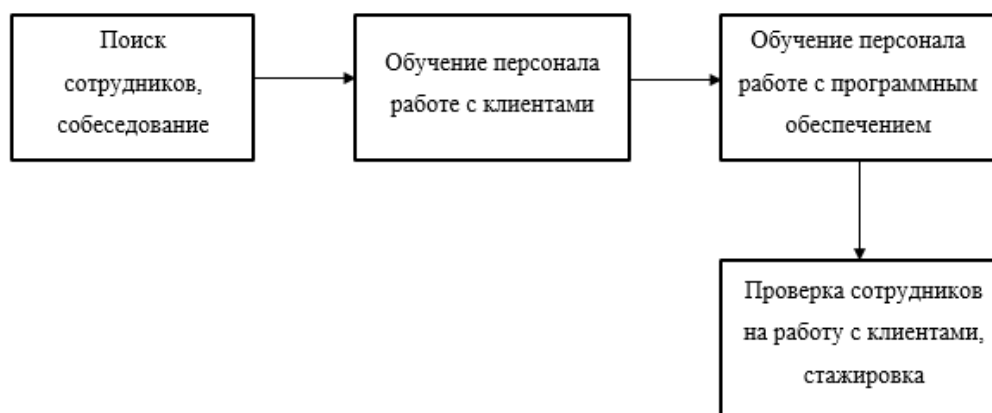 Поиск
сотрудников,
собеседование
Обучение персонала
работе с клиентами
Обучение персонала
работе с программным
обеспечением
Проверка сотрудников
на работу с клиентами,
стажировка